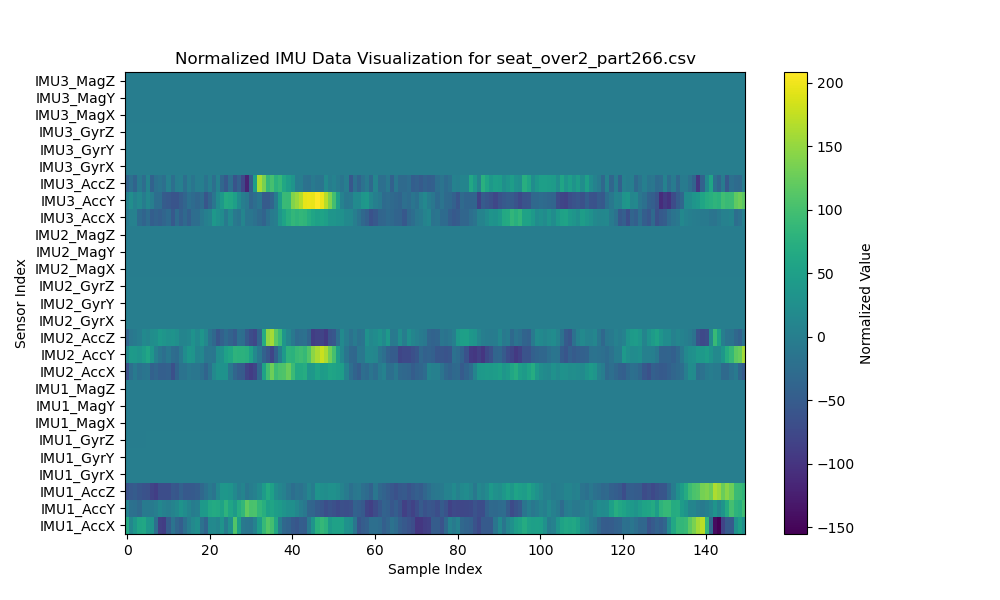 Normalized IMU Data Visualization for seat_over2_part266.csv
Sensor Index
IMU3_MagZ
IMU3_MagY
IMU3_MagX
IMU3_GyrZ
IMU3_GyrY
IMU3_GyrX
IMU3_AccZ
IMU3_AccY
IMU3_AccX
IMU2_MagZ
IMU2_MagY
IMU2_MagX
IMU2_GyrZ
IMU2_GyrY
IMU2_GyrX
IMU2_AccZ
IMU2_AccY
IMU2_AccX
IMU1_MagZ
IMU1_MagY
IMU1_MagX
IMU1_GyrZ
IMU1_GyrY
IMU1_GyrX
IMU1_AccZ
IMU1_AccY
IMU1_AccX
0 20 40 60 80 100 120 140
Sample Index
200
150
100
50
0
−50
−100
−150
Normalized Value